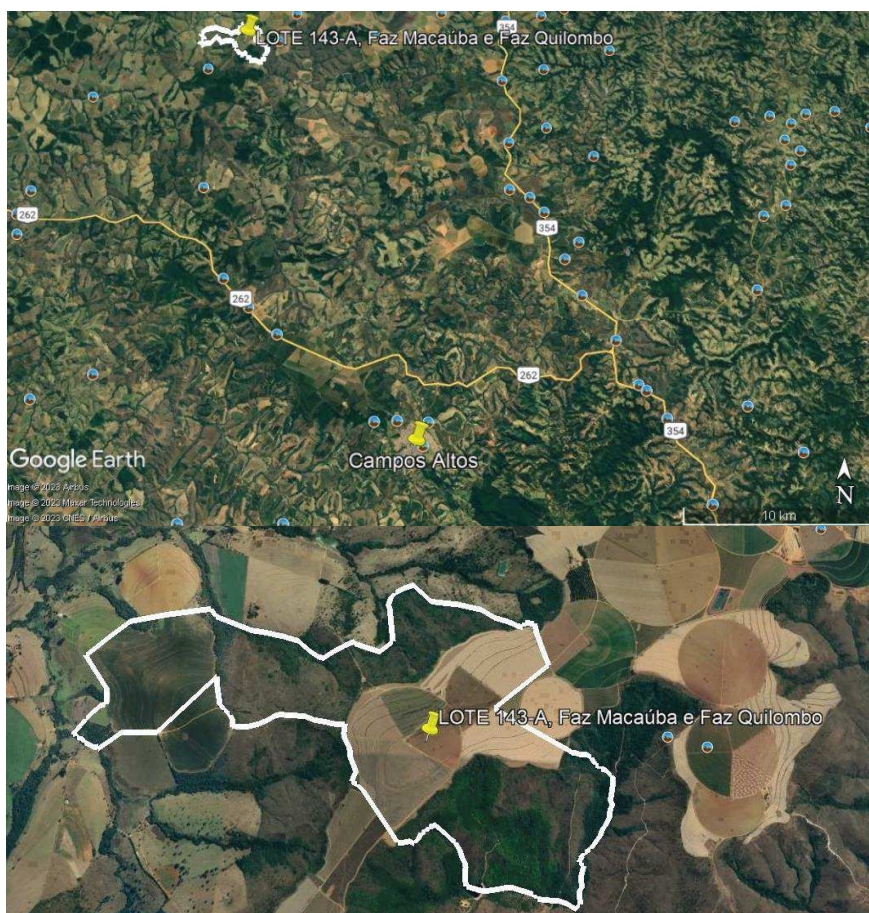 354
LOTE 143-A, Faz Macaúba e Faz Quilombo
262
354
262
262
354
Campos Altos
Google Earth
Image © 2023 Airbus
Image © 2023 Maxar Technologies
Image © 2023 CNES / Airbus
N
10 km
LOTE 143-A, Faz Macaúba e Faz Quilombo